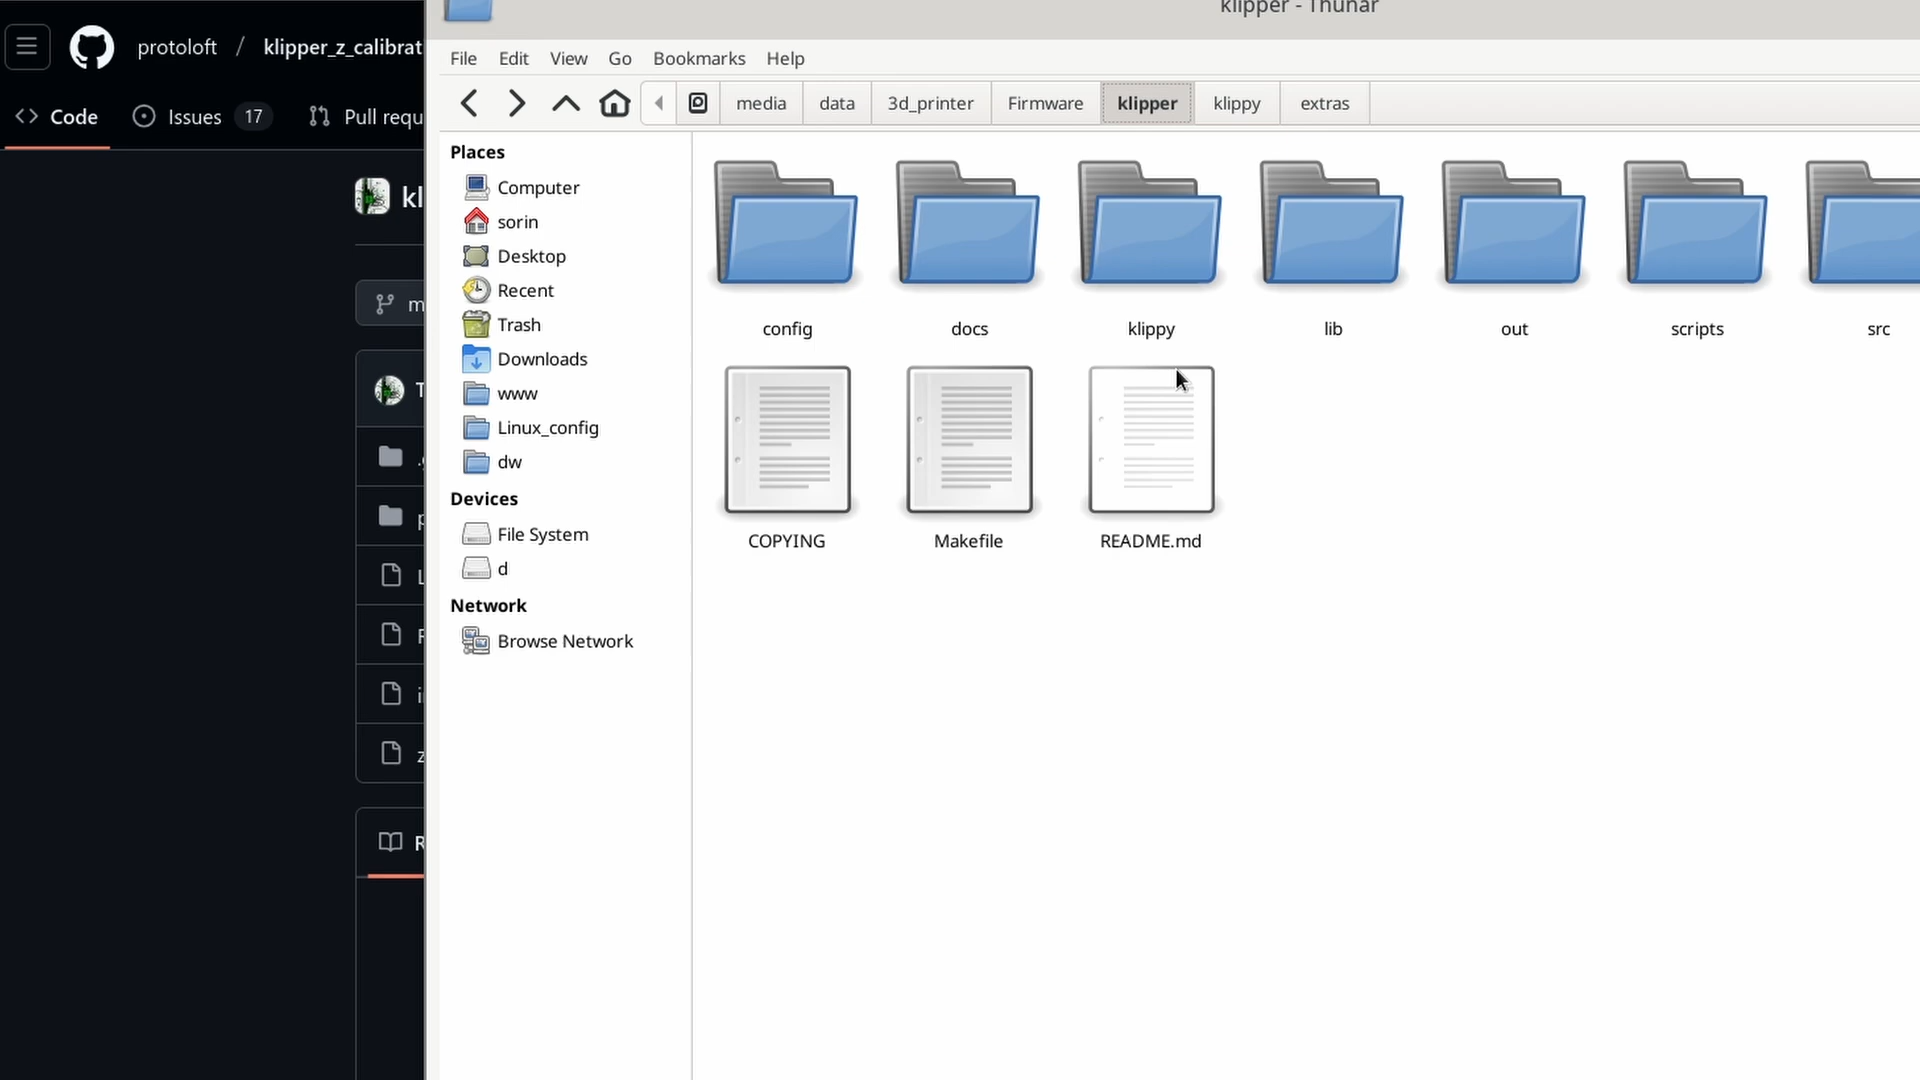 protoloft / klipper_z_calibrat
Code Issues 17 Pull requ
kl
klipper - Thunar
File Edit View Go Bookmarks Help
media data 3d_printer Firmware klipper klippy extras
Places
Computer
sorin
Desktop
Recent
Trash
Downloads
www
Linux_config
dw
Devices
File System
d
Network
Browse Network
config docs klippy lib out scripts src
COPYING Makefile README.md